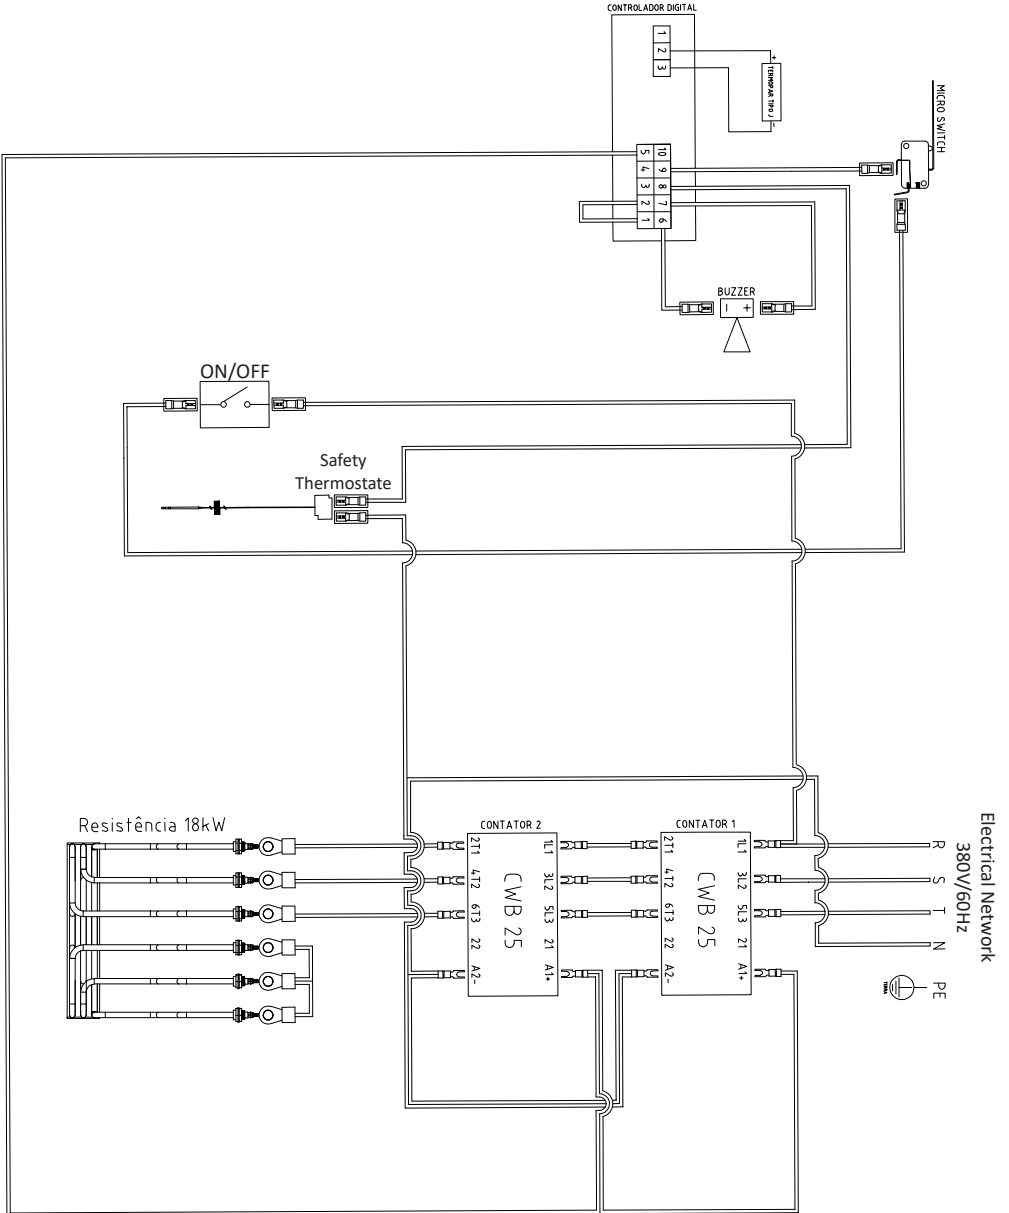 CONTROLADOR DIGITAL
1
2
3
+
TERMOPAR TIPO J
-
MICRO SWITCH
5
4
3
2
1
10
9
8
7
6
BUZZER
- +
ON/OFF
Safety
Thermostate
Electrical Network
380V/60Hz
R
S
T
N
PE
TERRA
Resistência 18kW
CONTATOR 2
2T1
4T2
6T3
22
A2-
CWB 25
1L1
3L2
5L3
21
A1+
CONTATOR 1
2T1
4T2
6T3
22
A2-
CWB 25
1L1
3L2
5L3
21
A1+